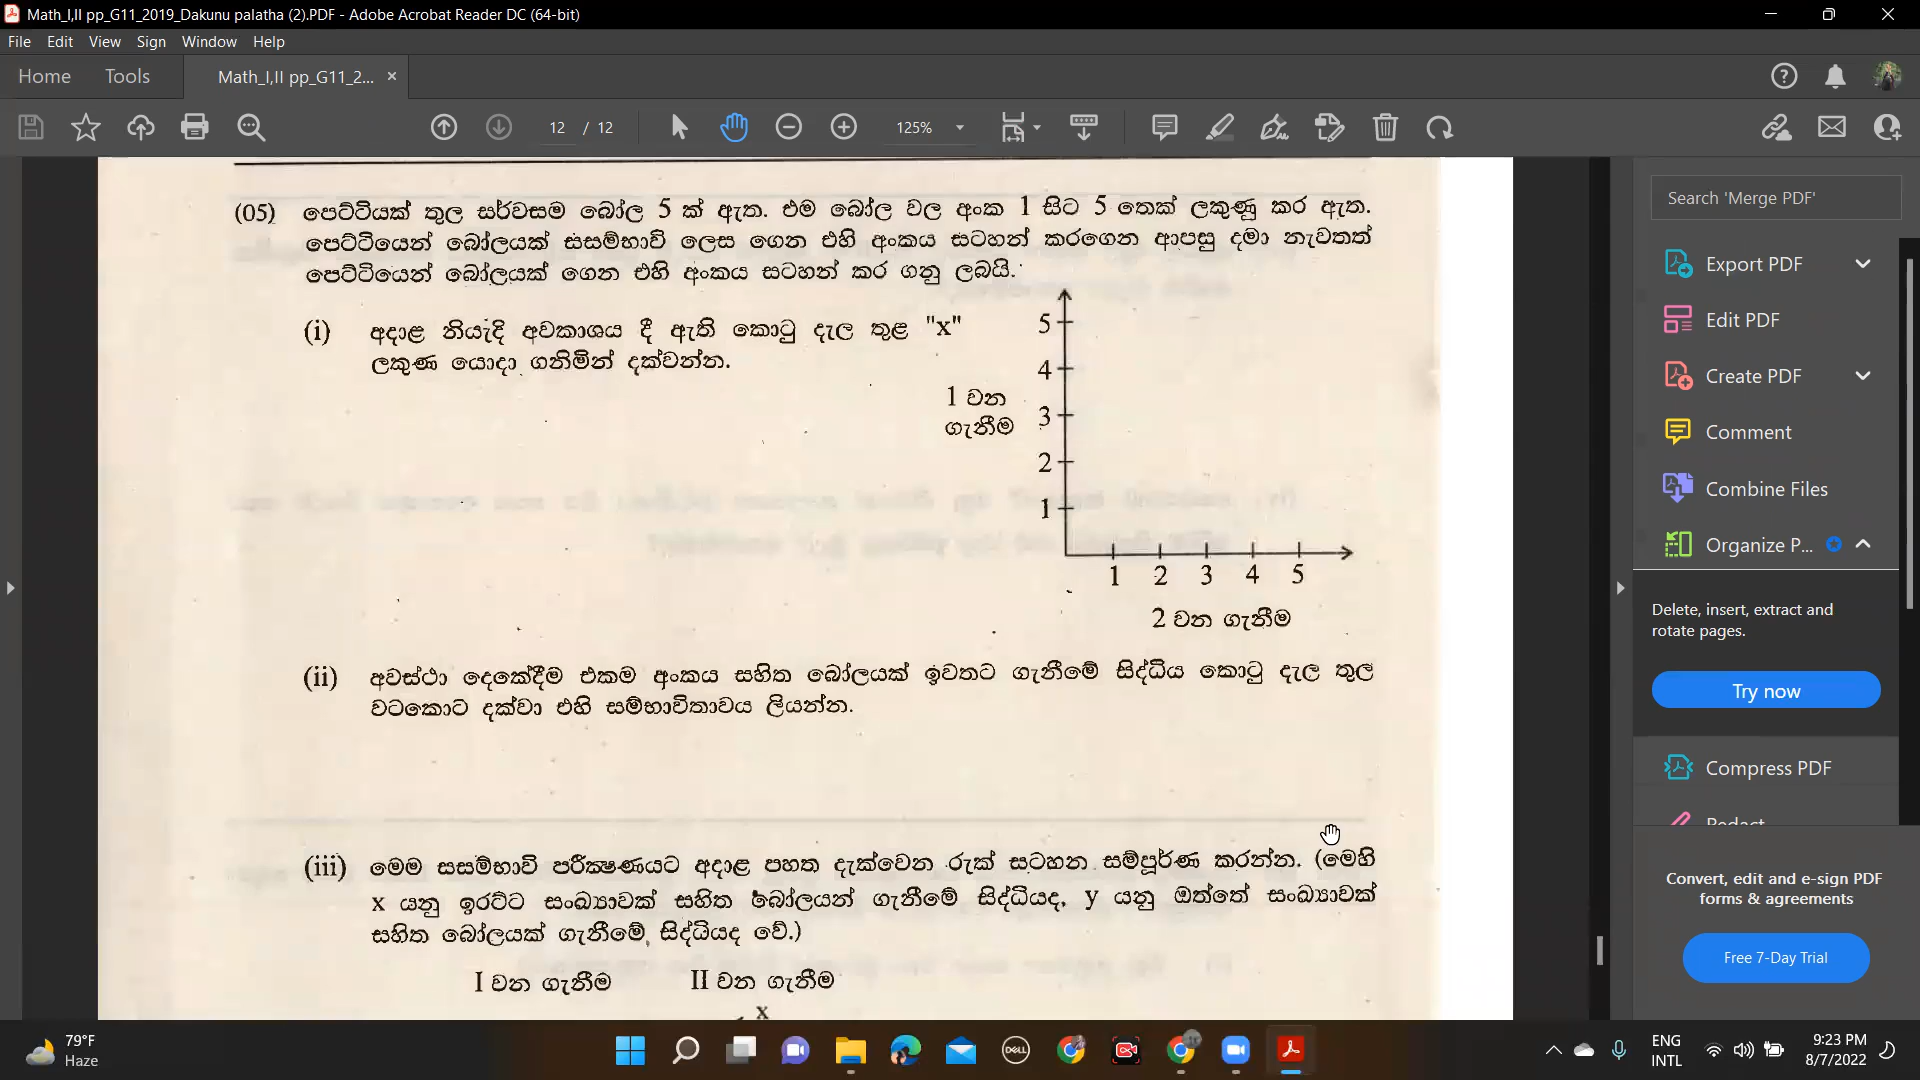 Math_I,II pp_G11_2019_Dakunu palatha (2).PDF - Adobe Acrobat Reader DC (64-bit)
File Edit View Sign Window Help
Home Tools Math_I,II pp_G11_2... ×
12 / 12 125%
(05) පෙට්ටියක් තුල සර්වසම බෝල 5 ක් ඇත. එම බෝල වල අංක 1 සිට 5 තෙක් ලකුණු කර ඇත.
පෙට්ටියෙන් බෝලයක් සසම්භාවි ලෙස ගෙන එහි අංකය සටහන් කරගෙන ආපසු දමා නැවතත්
පෙට්ටියෙන් බෝලයක් ගෙන එහි අංකය සටහන් කර ගනු ලබයි.
(i) අදාළ නියැදි අවකාශය දී ඇති කොටු දැල තුළ "x"
ලකුණ යොදා ගනිමින් දක්වන්න.
5
4
1 වන
ගැනීම
3
2
1
1 2 3 4 5
2 වන ගැනීම
(ii) අවස්ථා දෙකේදීම එකම අංකය සහිත බෝලයක් ඉවතට ගැනීමේ සිද්ධිය කොටු දැල තුල
වටකොට දක්වා එහි සම්භාවිතාවය ලියන්න.
(iii) මෙම සසම්භාවි පරීක්‍ෂණයට අදාළ පහත දැක්වෙන රුක් සටහන සම්පූර්ණ කරන්න. (මෙහි
x යනු ඉරට්ට සංඛ්‍යාවක් සහිත බෝලයන් ගැනීමේ සිද්ධියද, y යනු ඔත්තේ සංඛ්‍යාවක්
සහිත බෝලයක් ගැනීමේ සිද්ධියද වේ.)
I වන ගැනීම II වන ගැනීම
x
Search 'Merge PDF'
Export PDF
Edit PDF
Create PDF
Comment
Combine Files
Organize P...
Delete, insert, extract and
rotate pages.
Try now
Compress PDF
Redact
Convert, edit and e-sign PDF
forms & agreements
Free 7-Day Trial
79°F
Haze
DELL
ENG
INTL
9:23 PM
8/7/2022